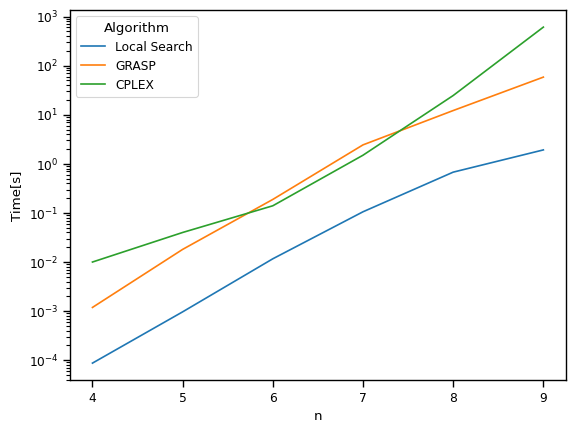 Algorithm
Local Search
GRASP
CPLEX
Time[s]
10³
10²
10¹
10⁰
10⁻¹
10⁻²
10⁻³
10⁻⁴
4 5 6 7 8 9
n